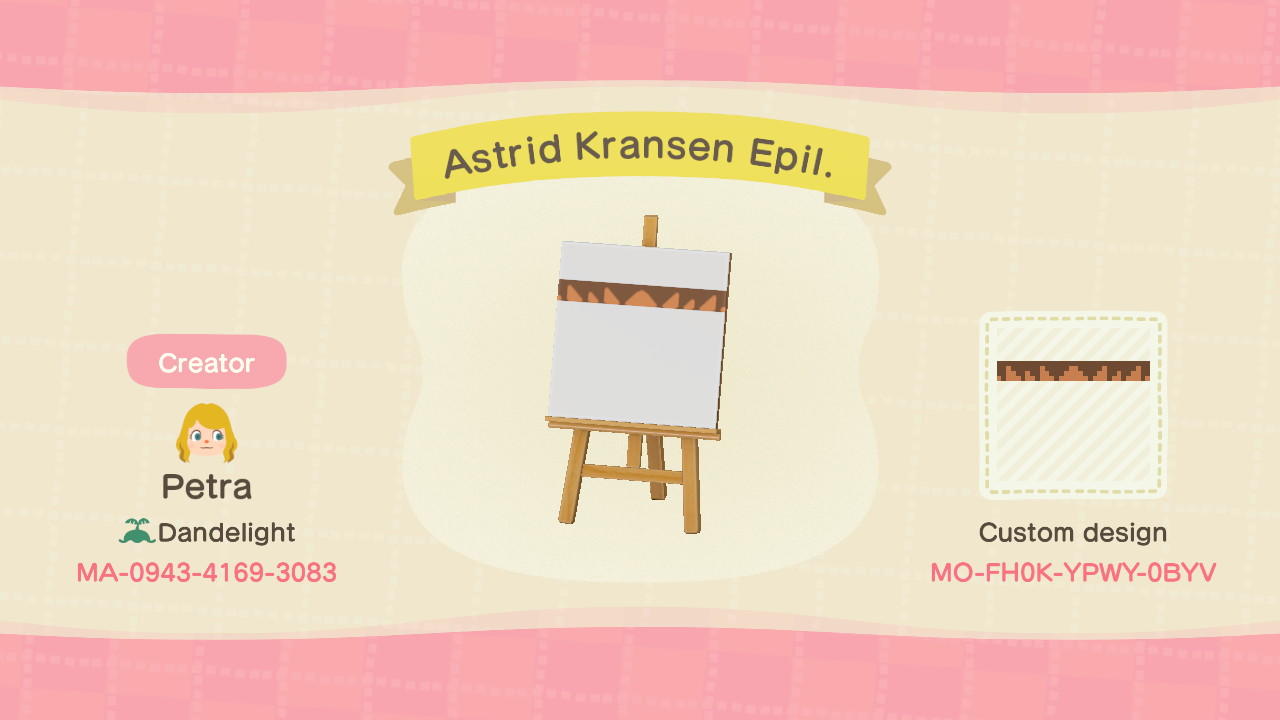 Astrid Kransen Epil.
Creator
Petra
Dandelight
MA-0943-4169-3083
Custom design
MO-FH0K-YPWY-0BYV